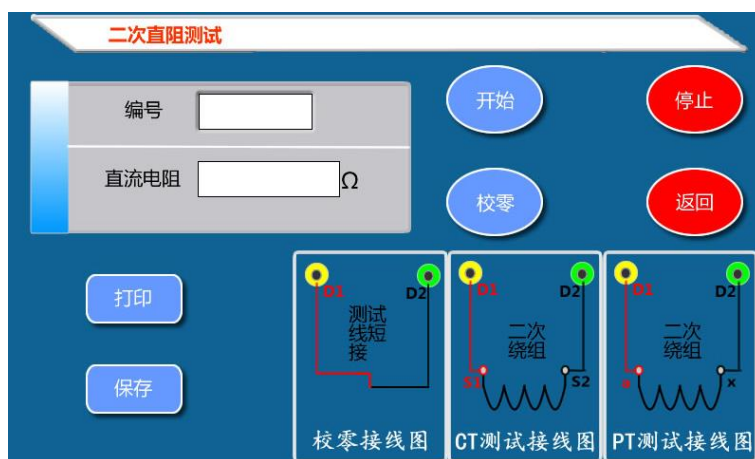 二次直阻测试
编号
开始
停止
直流电阻
Ω
校零
返回
打印
保存
D1
D2
测试
线短
接
校零接线图
D1
D2
二次
绕组
S1
S2
CT测试接线图
D1
D2
二次
绕组
x
PT测试接线图